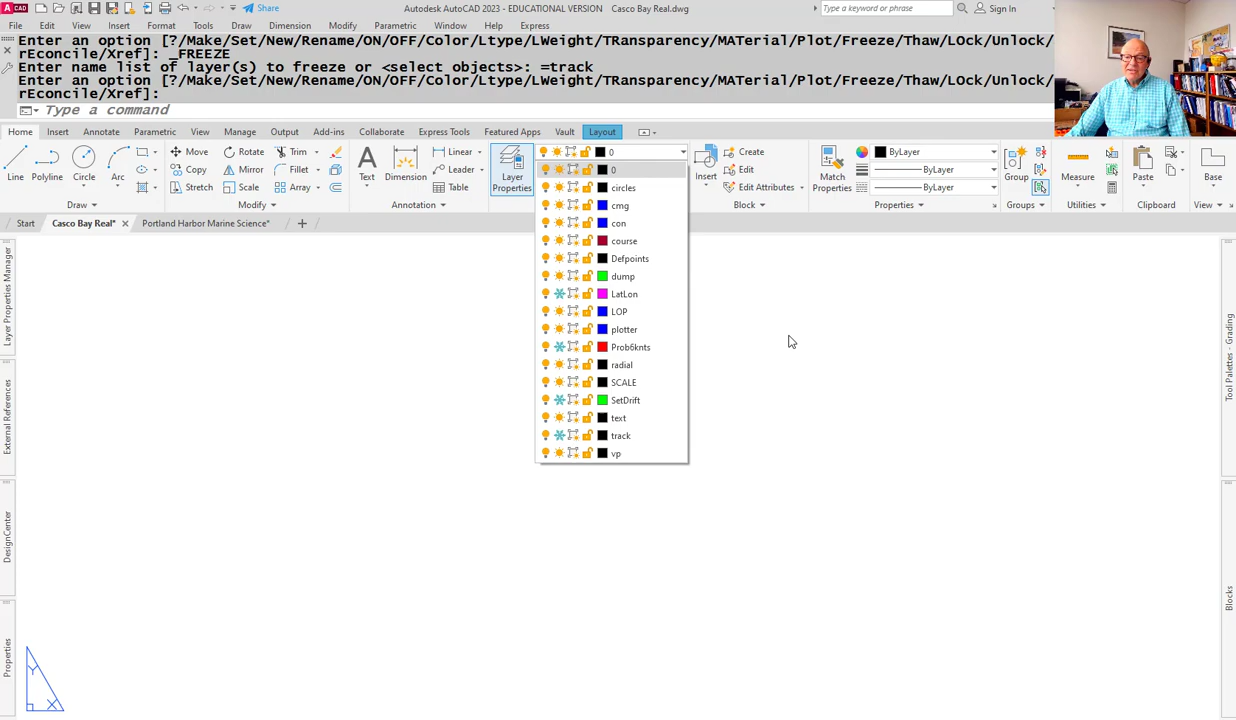 Share
Autodesk AutoCAD 2023 - EDUCATIONAL VERSION Casco Bay Real.dwg
Type a keyword or phrase
Sign In
File Edit View Insert Format Tools Draw Dimension Modify Parametric Window Help Express
Enter an option [?/Make/Set/New/Rename/ON/OFF/Color/Ltype/LWeight/TRansparency/MATerial/Plot/Freeze/Thaw/LOck/Unlock/
rEconcile/Xref]: _FREEZE
Enter name list of layer(s) to freeze or <select objects>: =track
Enter an option [?/Make/Set/New/Rename/ON/OFF/Color/Ltype/LWeight/TRansparency/MATerial/Plot/Freeze/Thaw/LOck/Unlock/
rEconcile/Xref]:
Type a command
Home Insert Annotate Parametric View Manage Output Add-ins Collaborate Express Tools Featured Apps Vault Layout
Line
Polyline
Circle
Arc
Move Rotate Trim
Copy Mirror Fillet
Stretch Scale Array
Text
Dimension
Linear
Leader
Table
Layer
Properties
0
Insert
Create
Edit
Edit Attributes
Match
Properties
ByLayer
ByLayer
ByLayer
Group
Measure
Paste
Base
Draw Modify Annotation Block Properties Groups Utilities Clipboard View
Start Casco Bay Real* Portland Harbor Marine Science*
0
circles
cmg
con
course
Defpoints
dump
LatLon
LOP
plotter
Prob6knts
radial
SCALE
SetDrift
text
track
vp
Layer Properties Manager
External References
DesignCenter
Properties
Tool Palettes - Grading
Blocks
Y
X